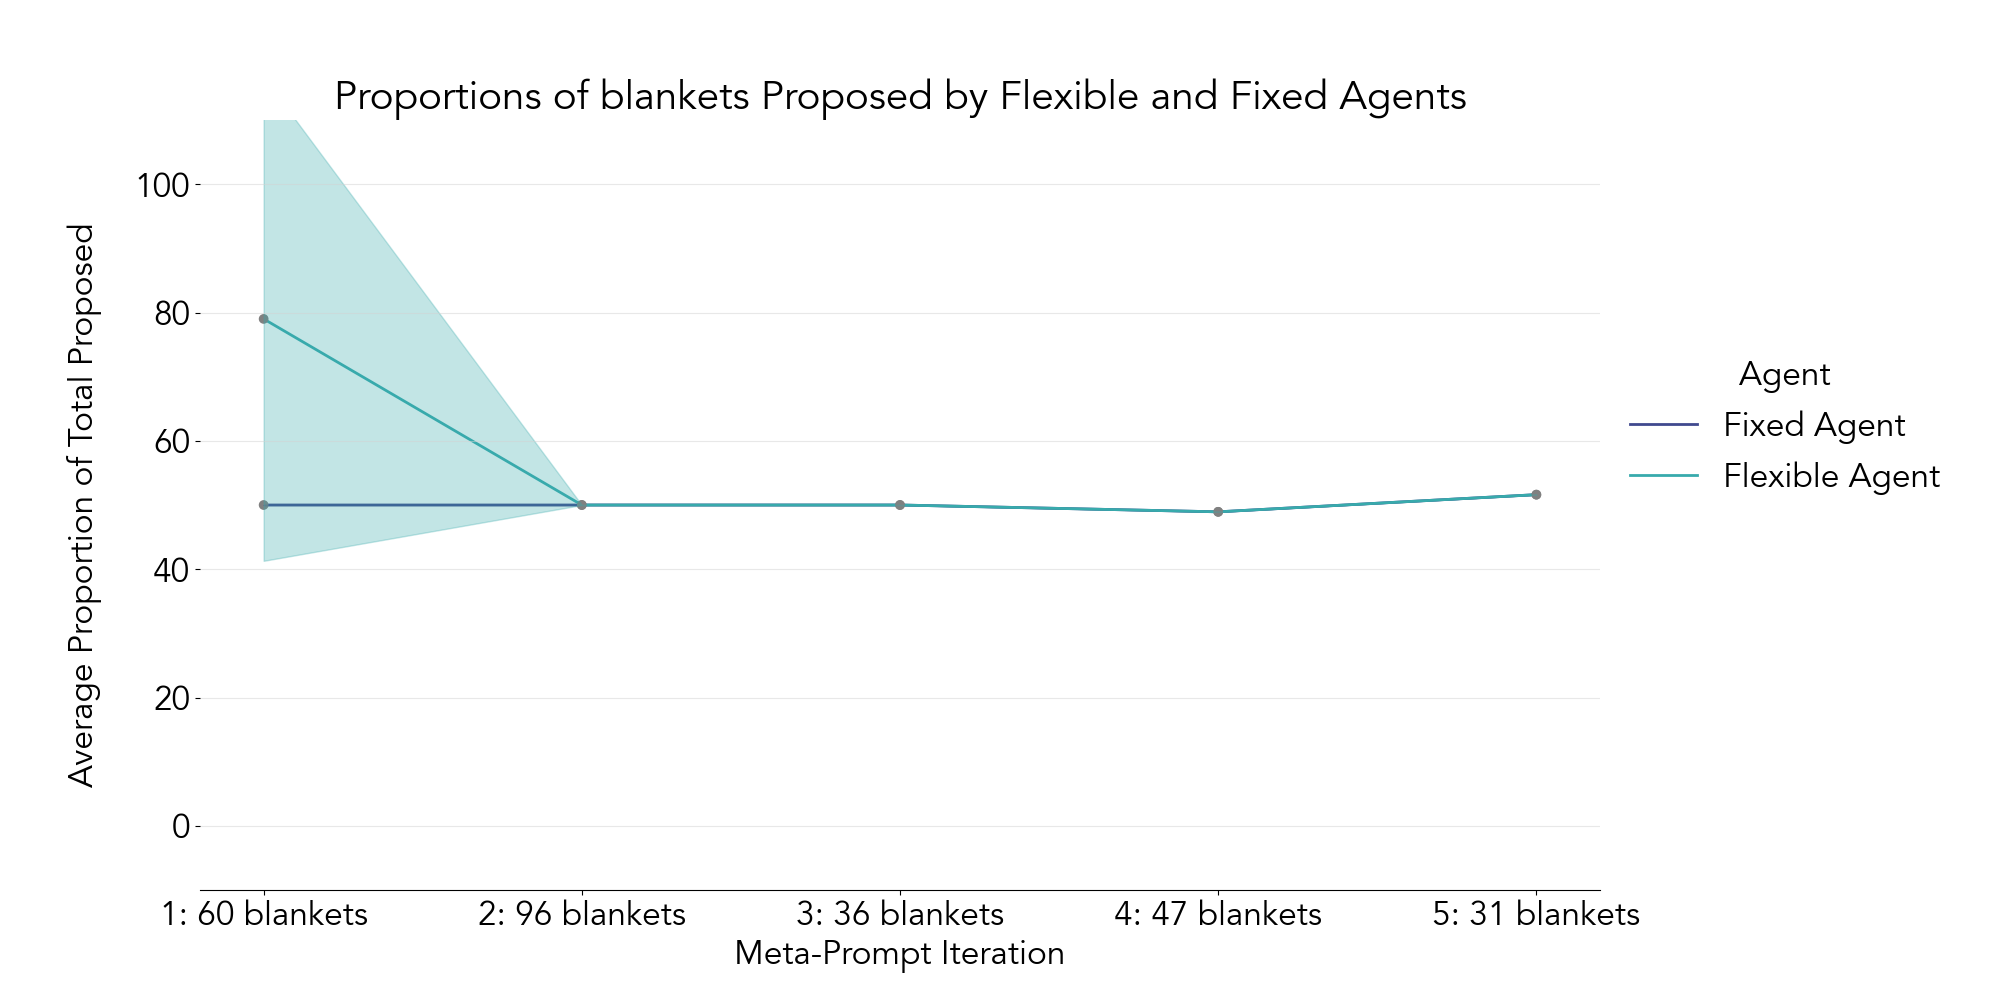 Proportions of blankets Proposed by Flexible and Fixed Agents
Average Proportion of Total Proposed
100
80
60
40
20
0
1: 60 blankets
2: 96 blankets
3: 36 blankets
4: 47 blankets
5: 31 blankets
Meta-Prompt Iteration
Agent
Fixed Agent
Flexible Agent